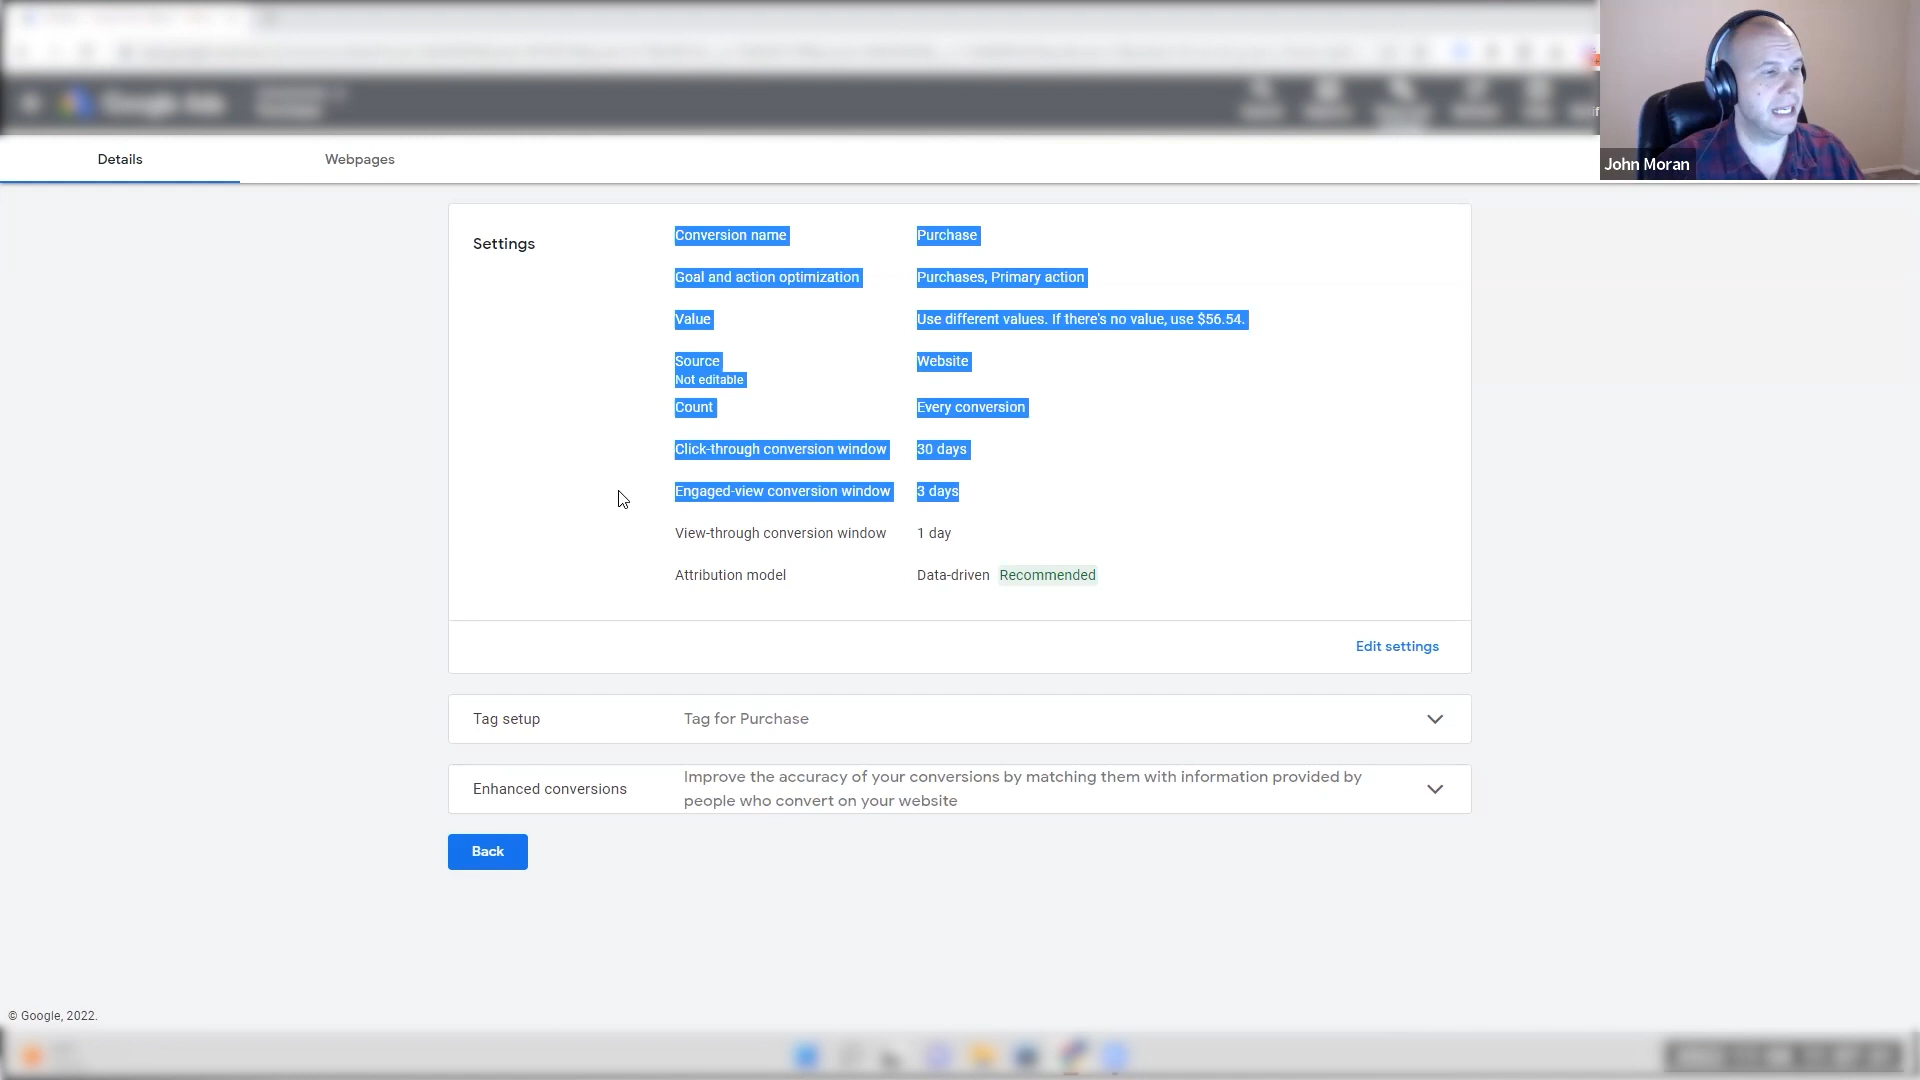 Google Ads
John Moran
Details
Webpages
Settings
Conversion name
Purchase
Goal and action optimization
Purchases, Primary action
Value
Use different values. If there's no value, use $56.54.
Source
Not editable
Website
Count
Every conversion
Click-through conversion window
30 days
Engaged-view conversion window
3 days
View-through conversion window
1 day
Attribution model
Data-driven Recommended
Edit settings
Tag setup
Tag for Purchase
Enhanced conversions
Improve the accuracy of your conversions by matching them with information provided by
people who convert on your website
Back
© Google, 2022.